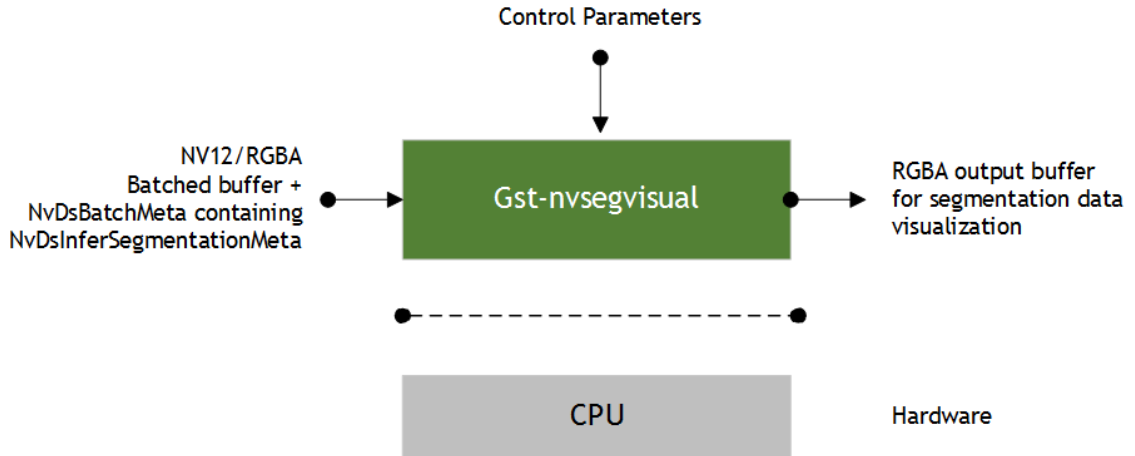 Control Parameters
NV12/RGBA
Batched buffer +
NvDsBatchMeta containing
NvDsInferSegmentationMeta
Gst-nvsegvisual
RGBA output buffer
for segmentation data
visualization
CPU
Hardware